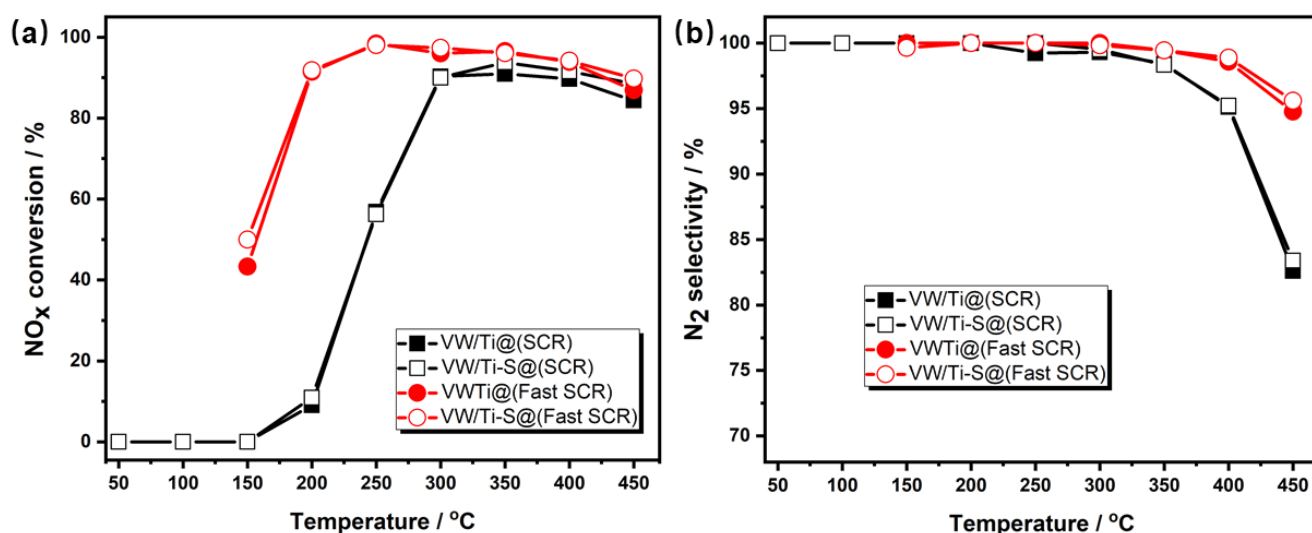 (a)
NOx conversion / %
100
80
60
40
20
0
VW/Ti@(SCR)
VW/Ti-S@(SCR)
VWTi@(Fast SCR)
VW/Ti-S@(Fast SCR)
50 100 150 200 250 300 350 400 450
Temperature / °C
(b)
N2 selectivity / %
100
95
90
85
80
75
70
VW/Ti@(SCR)
VW/Ti-S@(SCR)
VWTi@(Fast SCR)
VW/Ti-S@(Fast SCR)
50 100 150 200 250 300 350 400 450
Temperature / °C